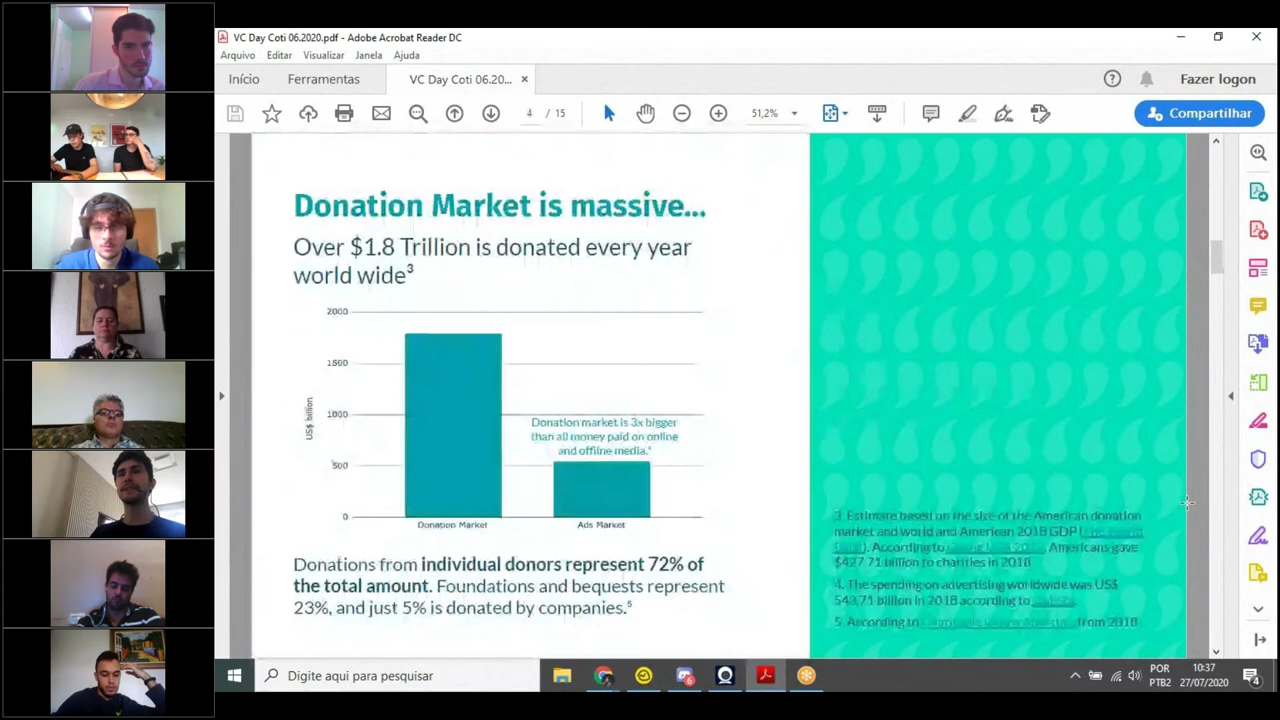 VC Day Coti 06.2020.pdf - Adobe Acrobat Reader DC
Arquivo Editar Visualizar Janela Ajuda
Início Ferramentas VC Day Coti 06.20... × Fazer logon
4 / 15 51,2% Compartilhar
Donation Market is massive...
Over $1.8 Trillion is donated every year
world wide³
2000
1500
1000
500
0
US$ billion
Donation market is 3x bigger
than all money paid on online
and offline media.⁴
Donation Market Ads Market
Donations from individual donors represent 72% of
the total amount. Foundations and bequests represent
23%, and just 5% is donated by companies.⁵
3. Estimate based on the size of the American donation
market and world and American 2018 GDP (
). According to Americans gave
$427.71 billion to charities in 2018
4. The spending on advertising worldwide was US$
543,71 billion in 2018 according to
5. According to from 2018
Digite aqui para pesquisar
POR
PTB2
10:37
27/07/2020